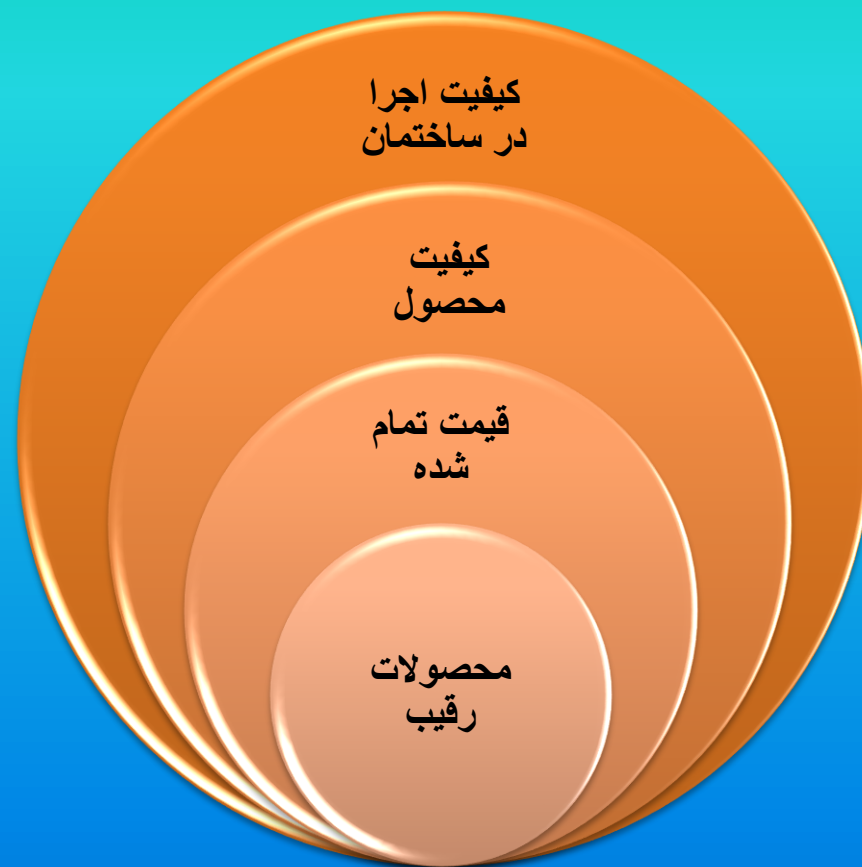 کیفیت اجرا
در ساختمان
کیفیت
محصول
قیمت تمام
شده
محصولات
رقیب